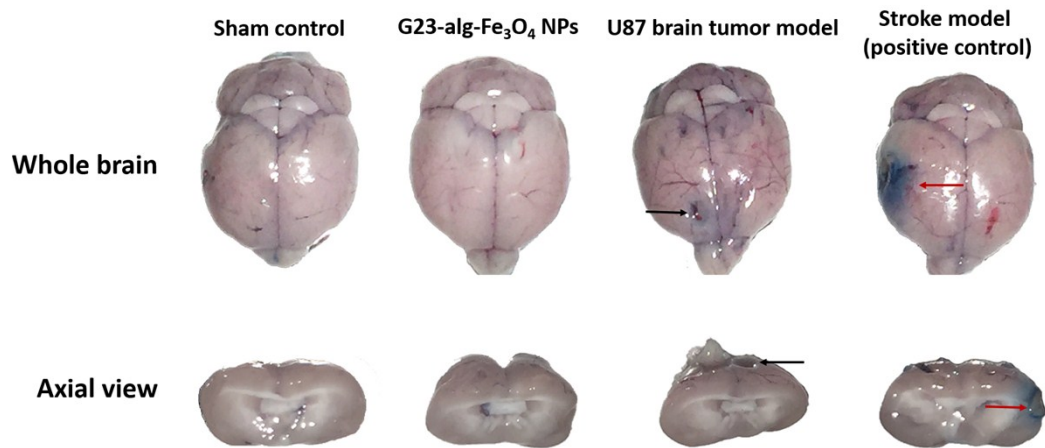 Sham control
G23-alg-Fe₃O₄ NPs
U87 brain tumor model
Stroke model
(positive control)
Whole brain
Axial view